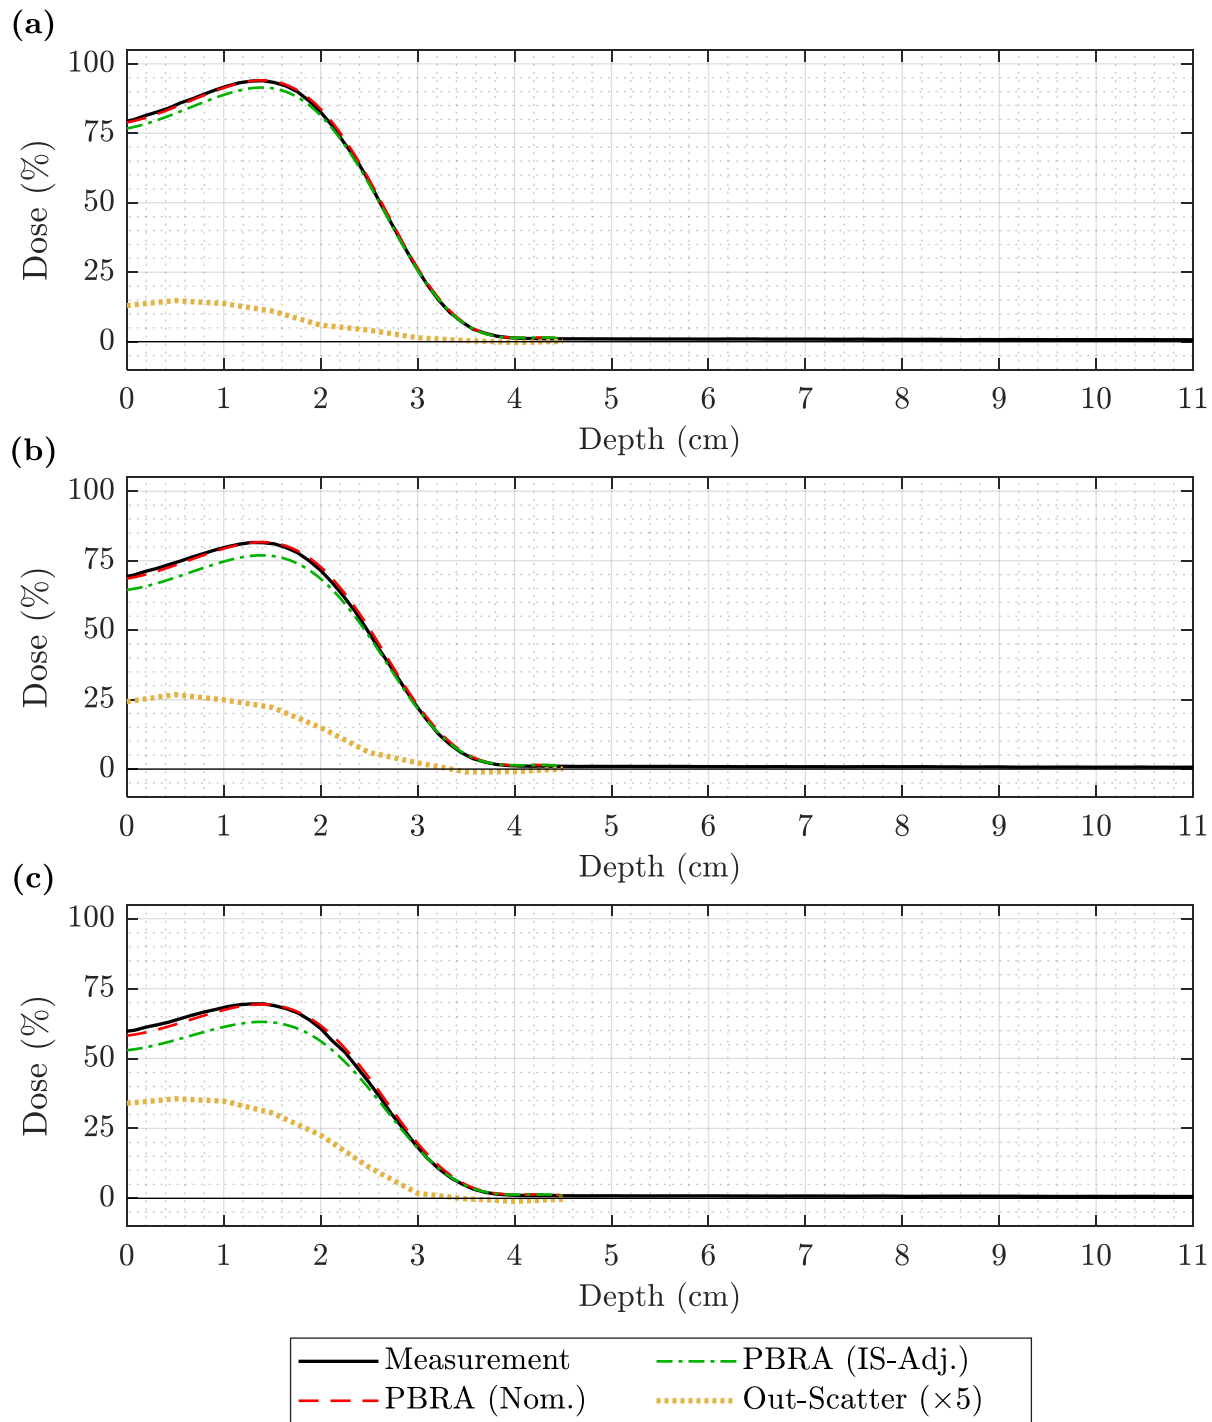 (a)
100
75
50
25
0
Dose (%)
0 1 2 3 4 5 6 7 8 9 10 11
Depth (cm)
(b)
100
75
50
25
0
Dose (%)
0 1 2 3 4 5 6 7 8 9 10 11
Depth (cm)
(c)
100
75
50
25
0
Dose (%)
0 1 2 3 4 5 6 7 8 9 10 11
Depth (cm)
Measurement PBRA (IS-Adj.)
PBRA (Nom.) Out-Scatter (×5)